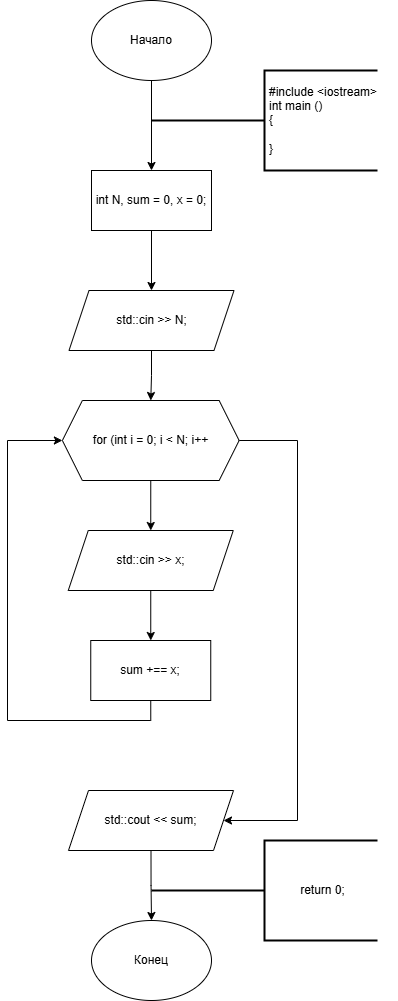 Начало
#include <iostream>
int main ()
{
}
int N, sum = 0, x = 0;
std::cin >> N;
for (int i = 0; i < N; i++
std::cin >> x;
sum +== x;
std::cout << sum;
return 0;
Конец